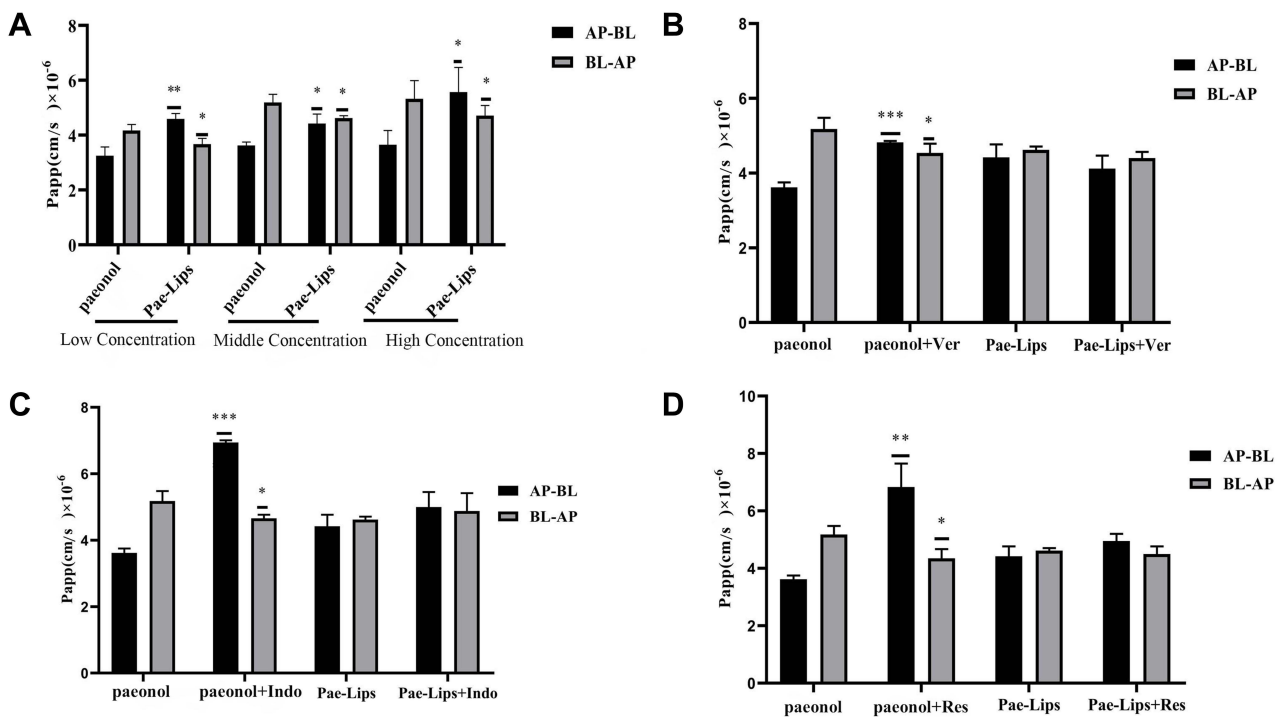 A
Papp(cm/s )×10-6
8
6
4
2
0
**
*
*
*
*
*
paeonol
Pae-Lips
paeonol
Pae-Lips
paeonol
Pae-Lips
Low Concentration
Middle Concentration
High Concentration
AP-BL
BL-AP
B
Papp(cm/s )×10-6
8
6
4
2
0
***
*
paeonol
paeonol+Ver
Pae-Lips
Pae-Lips+Ver
AP-BL
BL-AP
C
Papp(cm/s )×10-6
8
6
4
2
0
***
*
paeonol
paeonol+Indo
Pae-Lips
Pae-Lips+Indo
AP-BL
BL-AP
D
Papp(cm/s )×10-6
10
8
6
4
2
0
**
*
paeonol
paeonol+Res
Pae-Lips
Pae-Lips+Res
AP-BL
BL-AP